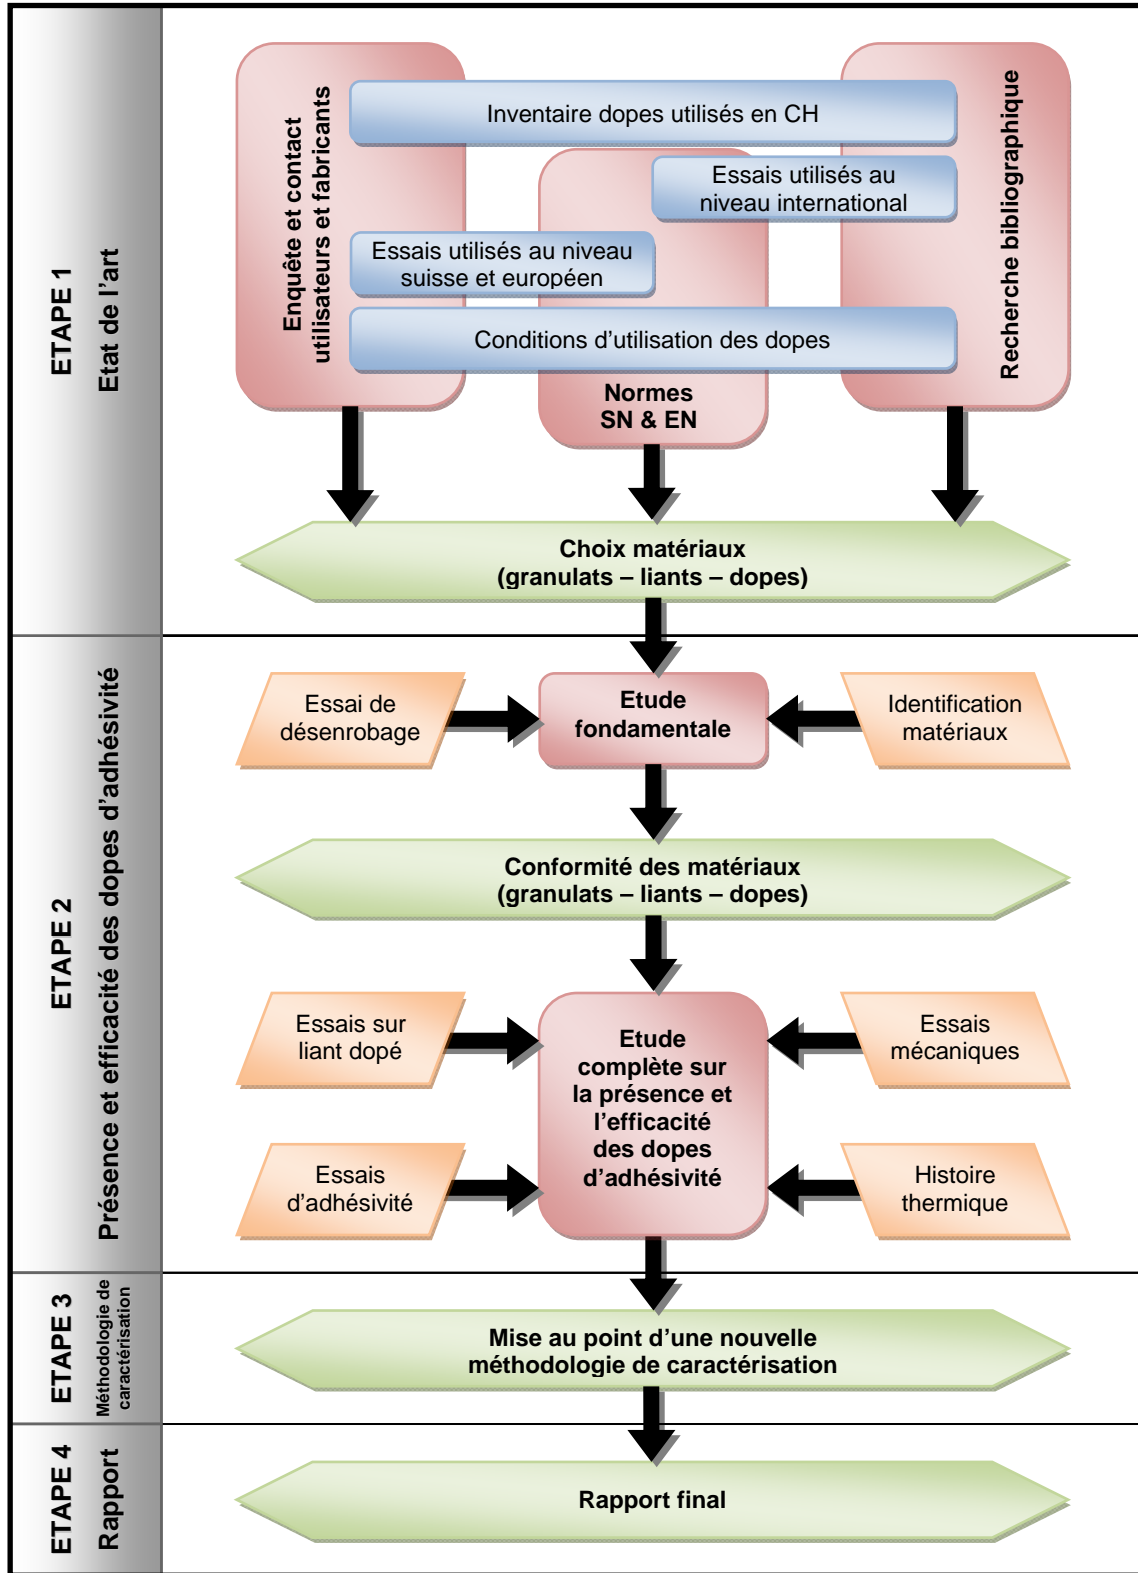 ETAPE 1
Etat de l'art
Enquête et contact
utilisateurs et fabricants
Inventaire dopes utilisés en CH
Essais utilisés au
niveau international
Essais utilisés au niveau
suisse et européen
Conditions d'utilisation des dopes
Normes
SN & EN
Recherche bibliographique
Choix matériaux
(granulats – liants – dopes)
ETAPE 2
Présence et efficacité des dopes d'adhésivité
Essai de
désenrobage
Etude
fondamentale
Identification
matériaux
Conformité des matériaux
(granulats – liants – dopes)
Essais sur
liant dopé
Etude
complète sur
la présence et
l'efficacité
des dopes
d'adhésivité
Essais
mécaniques
Essais
d'adhésivité
Histoire
thermique
ETAPE 3
Méthodologie de
caractérisation
Mise au point d'une nouvelle
méthodologie de caractérisation
ETAPE 4
Rapport
Rapport final